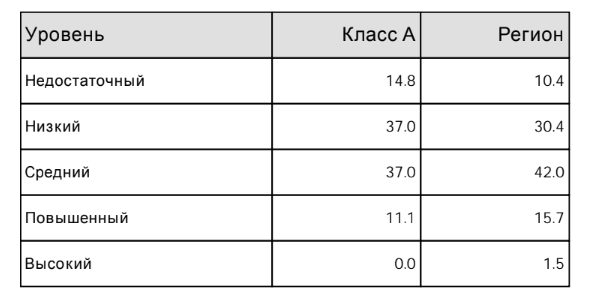 Уровень Класс А Регион
Недостаточный 14.8 10.4
Низкий 37.0 30.4
Средний 37.0 42.0
Повышенный 11.1 15.7
Высокий 0.0 1.5